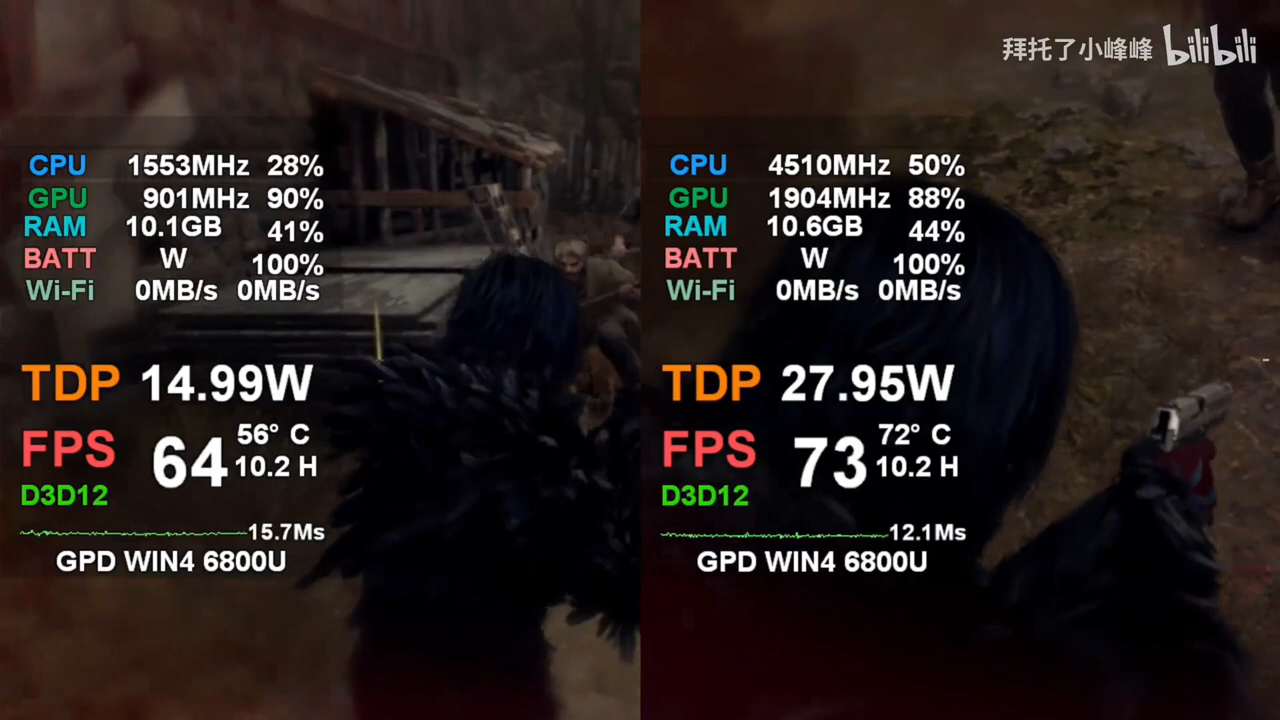 拜托了小峰峰 bilibili
CPU 1553MHz 28%
GPU 901MHz 90%
RAM 10.1GB 41%
BATT W 100%
Wi-Fi 0MB/s 0MB/s
TDP 14.99W
FPS 64 56° C
10.2 H
D3D12
15.7Ms
GPD WIN4 6800U
CPU 4510MHz 50%
GPU 1904MHz 88%
RAM 10.6GB 44%
BATT W 100%
Wi-Fi 0MB/s 0MB/s
TDP 27.95W
FPS 73 72° C
10.2 H
D3D12
12.1Ms
GPD WIN4 6800U